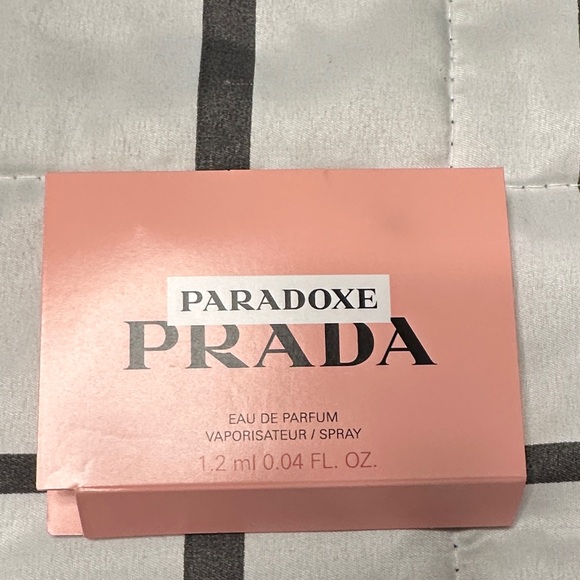 PARADOXE
PRADA
EAU DE PARFUM
VAPORISATEUR / SPRAY
1.2 ml 0.04 FL. OZ.